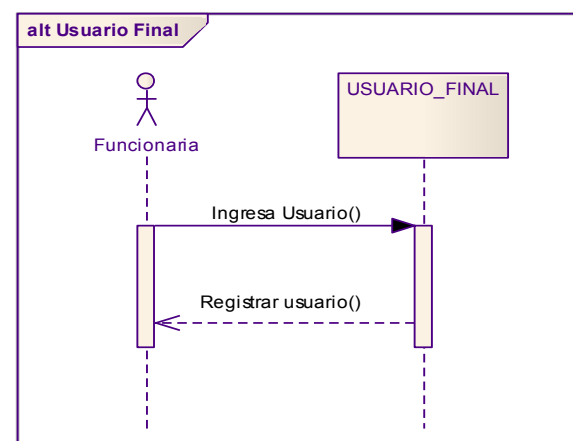 alt Usuario Final
Funcionaria
USUARIO_FINAL
Ingresa Usuario()
Registrar usuario()